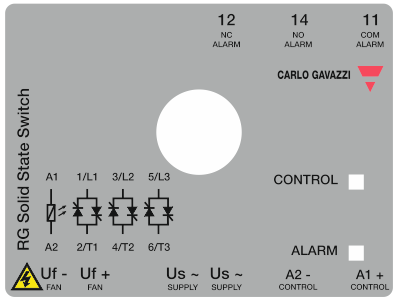 12 14 11
NC NO COM
ALARM ALARM ALARM
CARLO GAVAZZI
RG Solid State Switch
A1 1/L1 3/L2 5/L3
CONTROL
A2 2/T1 4/T2 6/T3
ALARM
Uf - Uf + Us ~ Us ~ A2 - A1 +
FAN FAN SUPPLY SUPPLY CONTROL CONTROL